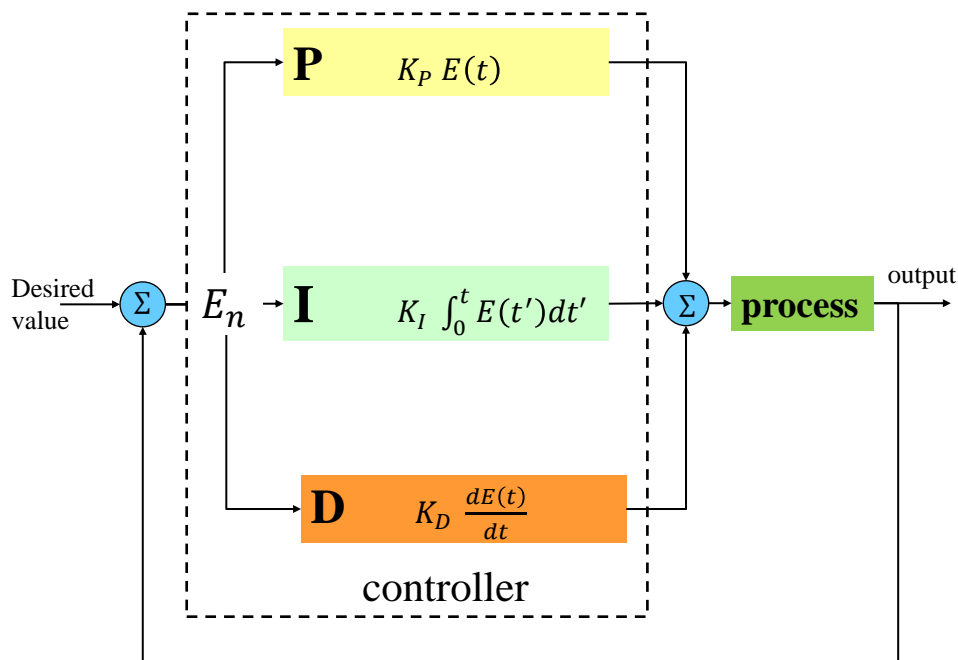 P K_P E(t)
Desired
value
Σ
E_n
I K_I ∫_0^t E(t′)dt′
Σ
process
output
D K_D dE(t)/dt
controller